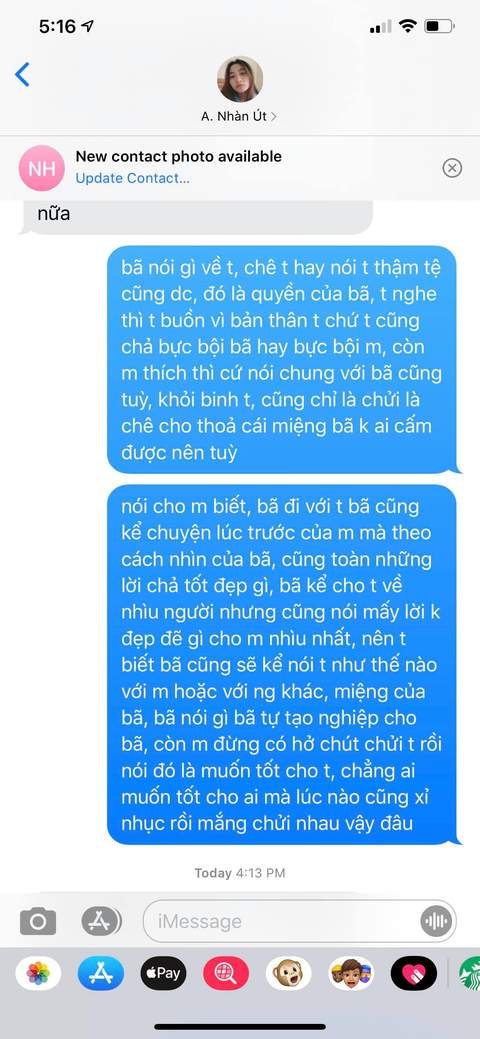 5:16
A. Nhàn Út
NH
New contact photo available
Update Contact...
nữa
bã nói gì về t, chê t hay nói t thậm tệ
cũng dc, đó là quyền của bã, t nghe
thì t buồn vì bản thân t chứ t cũng
chả bực bội bã hay bực bội m, còn
m thích thì cứ nói chung với bã cũng
tuỳ, khỏi binh t, cũng chỉ là chửi là
chê cho thoả cái miệng bã k ai cấm
được nên tuỳ
nói cho m biết, bã đi với t bã cũng
kể chuyện lúc trước của m mà theo
cách nhìn của bã, cũng toàn những
lời chả tốt đẹp gì, bã kể cho t về
nhìu người nhưng cũng nói mấy lời k
đẹp đẽ gì cho m nhìu nhất, nên t
biết bã cũng sẽ kể nói t như thế nào
với m hoặc với ng khác, miệng của
bã, bã nói gì bã tự tạo nghiệp cho
bã, còn m đừng có hở chút chửi t rồi
nói đó là muốn tốt cho t, chẳng ai
muốn tốt cho ai mà lúc nào cũng xỉ
nhục rồi mắng chửi nhau vậy đâu
Today 4:13 PM
iMessage
Pay